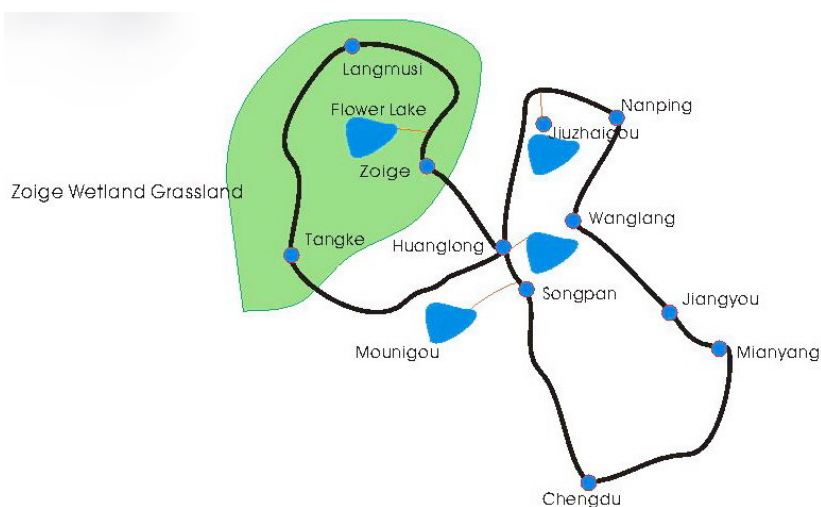 Langmusi
Nanping
Flower Lake
Jiuzhaigou
Zoige
Zoige Wetland Grassland
Wanglang
Tangke
Huanglong
Songpan
Jiangyou
Mounigou
Mianyang
Chengdu